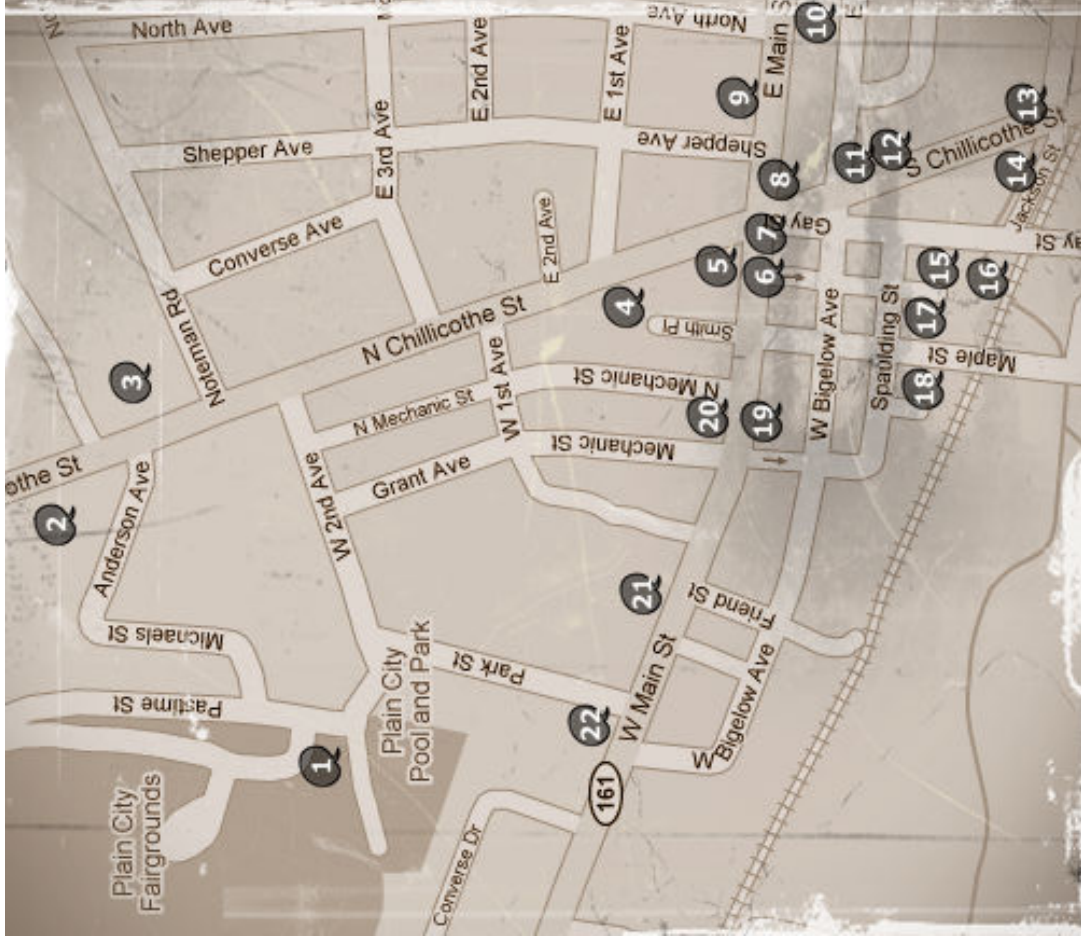 North Ave
E 2nd Ave
E 1st Ave
North Ave
E Main S
10
9
Shepper Ave
E 3rd Ave
Shepper Ave
13
S Chillicothe St
12
11
14
8
Jackson St
Converse Ave
E 2nd Ave
Gay St
7
ay St
Noteman Rd
N Chillicothe St
5
6
15
16
4
Smith Pl
17
Maple St
3
N Mechanic St
W 1st Ave
N Mechanic St
W Bigelow Ave
Spaulding St
18
othe St
2
Anderson Ave
W 2nd Ave
Grant Ave
Mechanic St
20
19
Michaels St
21
Friend St
Pastime St
Park St
W Main St
W Bigelow Ave
Plain City
Pool and Park
1
22
161
Plain City
Fairgrounds
Converse Dr